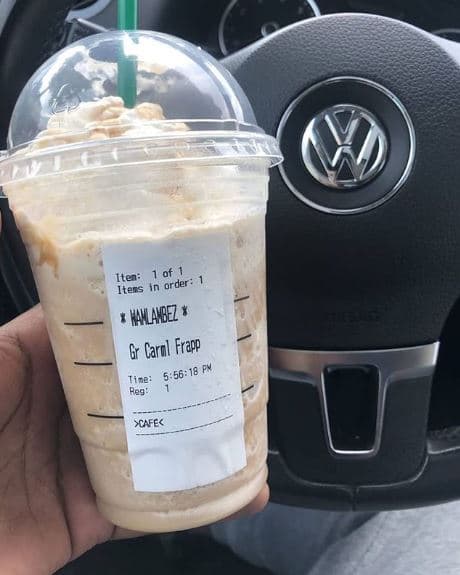 Item: 1 of 1
Items in order: 1
* MAMLAMBEZ *
Gr Carml Frapp
Time: 5:56:18 PM
Reg: 1
>CAFE<